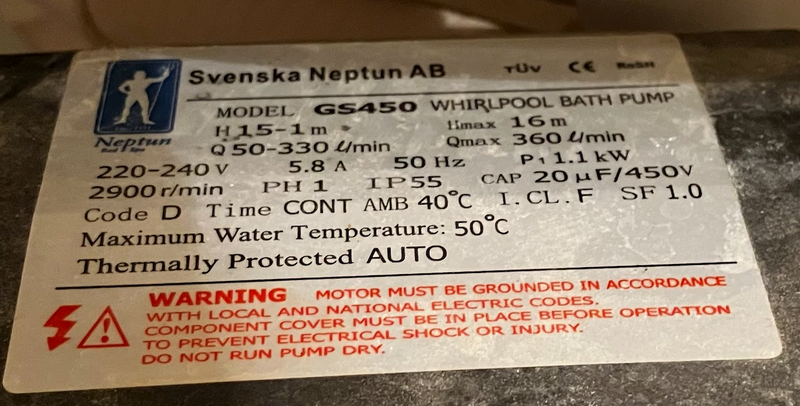 Svenska Neptun AB TÜV CE RoSH
Neptun
MODEL GS450 WHIRLPOOL BATH PUMP
H 15-1 m Hmax 16 m
Q 50-330 ℓ/min Qmax 360 ℓ/min
220-240 V 5.8 A 50 Hz P₁ 1.1 kW
2900 r/min PH 1 IP55 CAP 20 µF/450V
Code D Time CONT AMB 40°C I.CL.F SF 1.0
Maximum Water Temperature: 50°C
Thermally Protected AUTO
WARNING MOTOR MUST BE GROUNDED IN ACCORDANCE
WITH LOCAL AND NATIONAL ELECTRIC CODES.
COMPONENT COVER MUST BE IN PLACE BEFORE OPERATION
TO PREVENT ELECTRICAL SHOCK OR INJURY.
DO NOT RUN PUMP DRY.